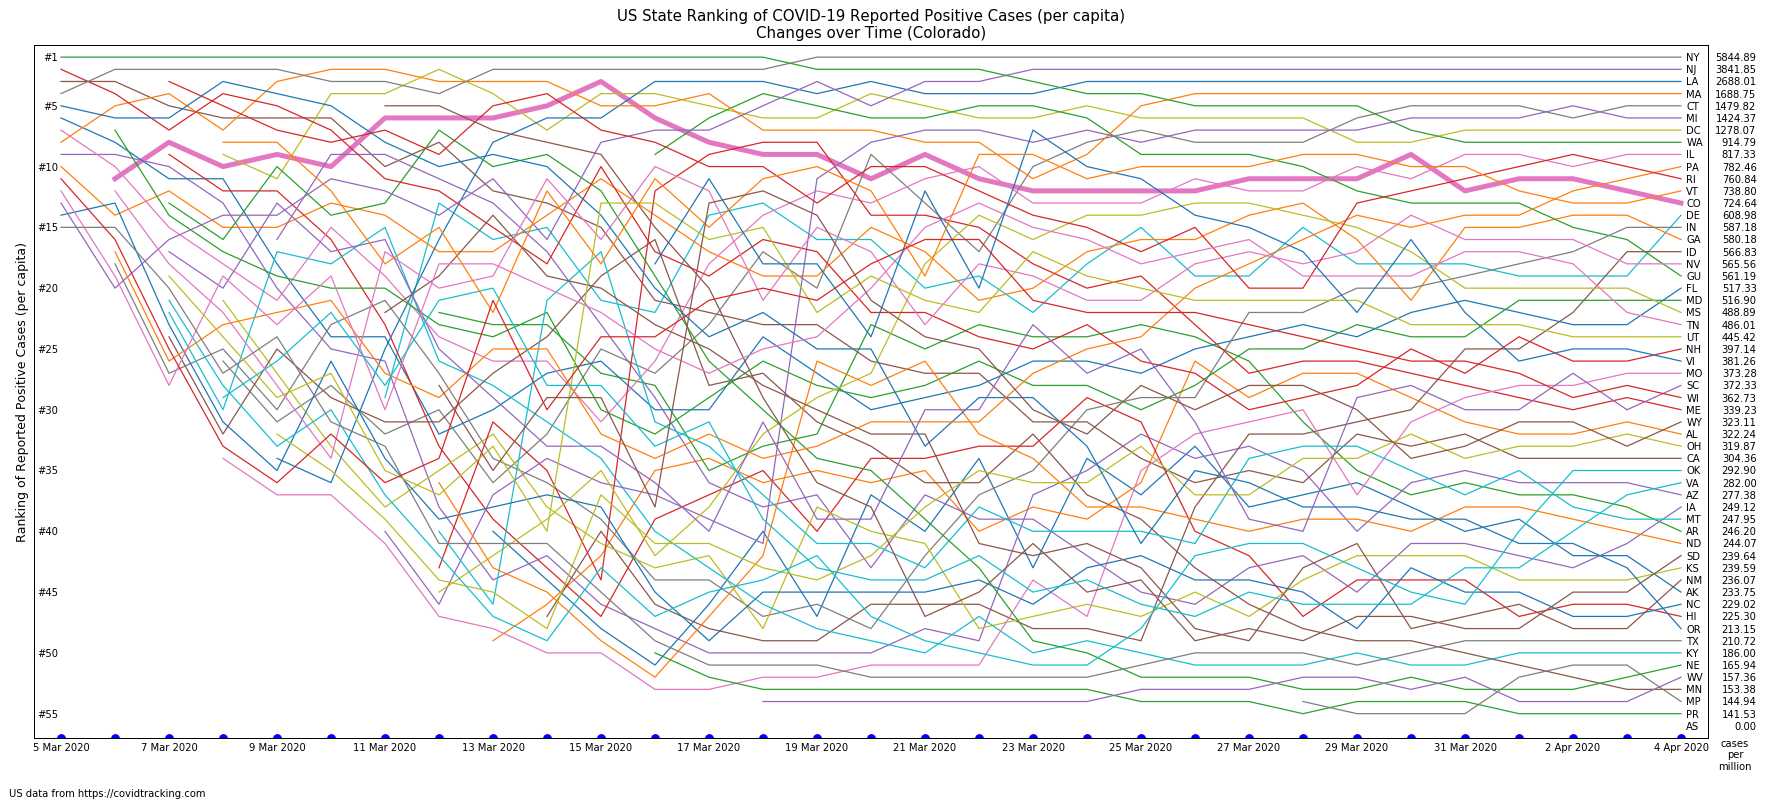 US State Ranking of COVID-19 Reported Positive Cases (per capita)
Changes over Time (Colorado)
Ranking of Reported Positive Cases (per capita)
#1
#5
#10
#15
#20
#25
#30
#35
#40
#45
#50
#55
NY 5844.89
NJ 3841.85
LA 2688.01
MA 1688.75
CT 1479.82
MI 1424.37
DC 1278.07
WA 914.79
IL 817.33
PA 782.46
RI 760.84
VT 738.80
CO 724.64
DE 608.98
IN 587.18
GA 580.18
ID 566.83
NV 565.56
GU 561.19
FL 517.33
MD 516.90
MS 488.89
TN 486.01
UT 445.42
NH 397.14
VI 381.26
MO 373.28
SC 372.33
WI 362.73
ME 339.23
WY 323.11
AL 322.24
OH 319.87
CA 304.36
OK 292.90
VA 282.00
AZ 277.38
IA 249.12
MT 247.95
AR 246.20
ND 244.07
SD 239.64
KS 239.59
NM 236.07
AK 233.75
NC 229.02
HI 225.30
OR 213.15
TX 210.72
KY 186.00
NE 165.94
WV 157.36
MN 153.38
MP 144.94
PR 141.53
AS 0.00
5 Mar 2020 7 Mar 2020 9 Mar 2020 11 Mar 2020 13 Mar 2020 15 Mar 2020 17 Mar 2020 19 Mar 2020 21 Mar 2020 23 Mar 2020 25 Mar 2020 27 Mar 2020 29 Mar 2020 31 Mar 2020 2 Apr 2020 4 Apr 2020
cases
per
million
US data from https://covidtracking.com